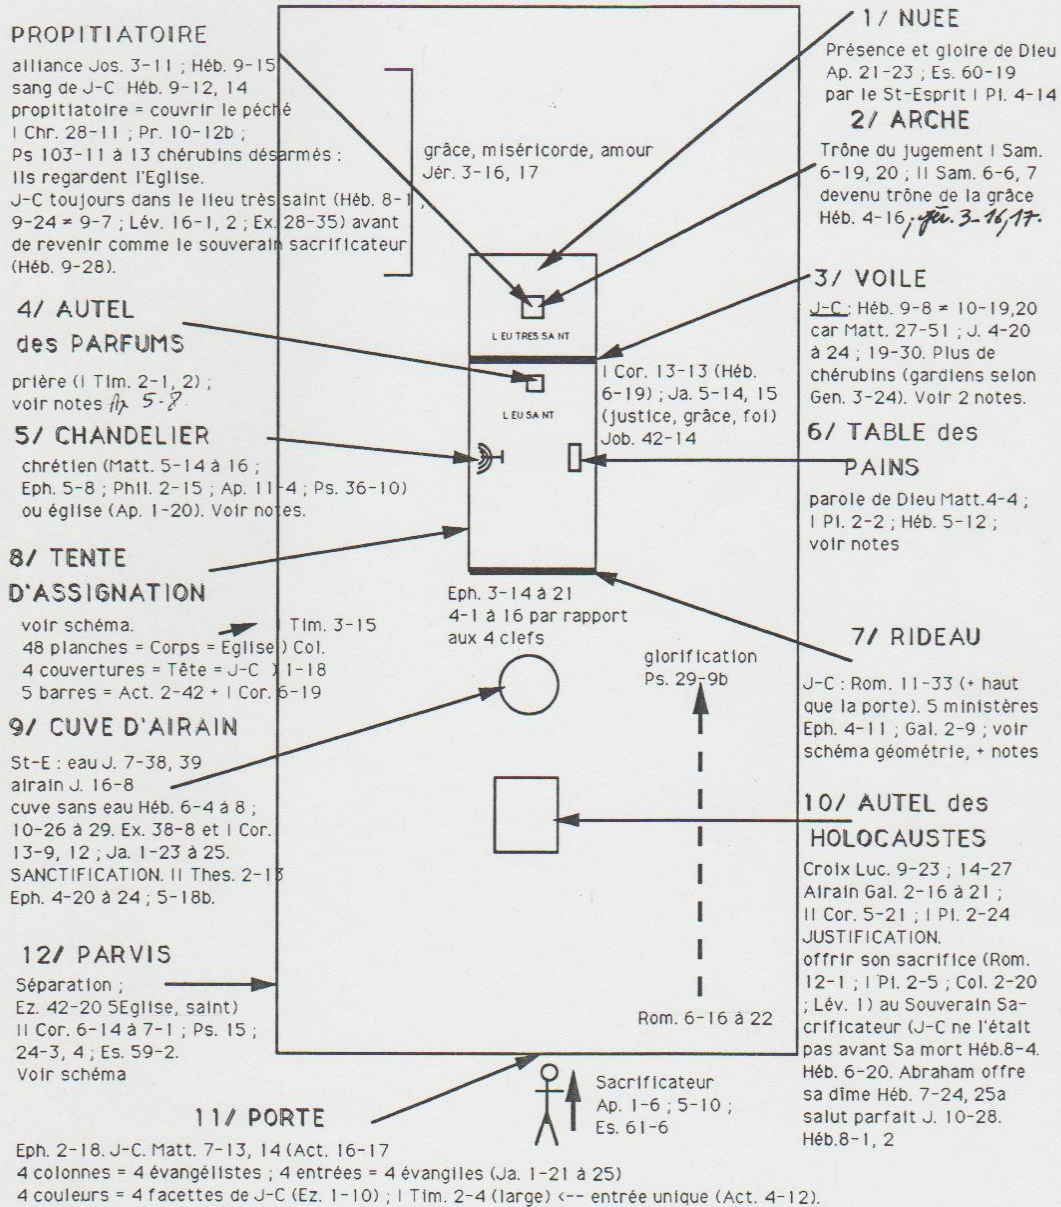 PROPITIATOIRE
alliance Jos. 3-11 ; Héb. 9-15
sang de J-C Héb. 9-12, 14
propitiatoire = couvrir le péché
I Chr. 28-11 ; Pr. 10-12b ;
Ps 103-11 à 13 chérubins désarmés :
ils regardent l'Eglise.
J-C toujours dans le lieu très saint (Héb. 8-1 ;
9-24 ≠ 9-7 ; Lév. 16-1, 2 ; Ex. 28-35) avant
de revenir comme le souverain sacrificateur
(Héb. 9-28).
grâce, miséricorde, amour
Jér. 3-16, 17
1/ NUEE
Présence et gloire de Dieu
Ap. 21-23 ; Es. 60-19
par le St-Esprit I Pi. 4-14
2/ ARCHE
Trône du jugement I Sam.
6-19, 20 ; II Sam. 6-6, 7
devenu trône de la grâce
Héb. 4-16 ; Jér. 3-16,17.
L EU TRES SA NT
3/ VOILE
J-C : Héb. 9-8 ≠ 10-19,20
car Matt. 27-51 ; J. 4-20
à 24 ; 19-30. Plus de
chérubins (gardiens selon
Gen. 3-24). Voir 2 notes.
4/ AUTEL
des PARFUMS
prière (I Tim. 2-1, 2) ;
voir notes Ap 5-8
L EU SA NT
I Cor. 13-13 (Héb.
6-19) ; Ja. 5-14, 15
(justice, grâce, foi)
Job. 42-14
5/ CHANDELIER
chrétien (Matt. 5-14 à 16 ;
Eph. 5-8 ; Phil. 2-15 ; Ap. 11-4 ; Ps. 36-10)
ou église (Ap. 1-20). Voir notes.
6/ TABLE des
PAINS
parole de Dieu Matt.4-4 ;
I Pi. 2-2 ; Héb. 5-12 ;
voir notes
8/ TENTE
D'ASSIGNATION
voir schéma. I Tim. 3-15
48 planches = Corps = Eglise ) Col.
4 couvertures = Tête = J-C ) 1-18
5 barres = Act. 2-42 + I Cor. 6-19
Eph. 3-14 à 21
4-1 à 16 par rapport
aux 4 clefs
7/ RIDEAU
J-C : Rom. 11-33 (+ haut
que la porte). 5 ministères
Eph. 4-11 ; Gal. 2-9 ; voir
schéma géométrie, + notes
glorification
Ps. 29-9b
9/ CUVE D'AIRAIN
St-E : eau J. 7-38, 39
airain J. 16-8
cuve sans eau Héb. 6-4 à 8 ;
10-26 à 29. Ex. 38-8 et I Cor.
13-9, 12 ; Ja. 1-23 à 25.
SANCTIFICATION. II Thes. 2-13
Eph. 4-20 à 24 ; 5-18b.
10/ AUTEL des
HOLOCAUSTES
Croix Luc. 9-23 ; 14-27
Airain Gal. 2-16 à 21 ;
II Cor. 5-21 ; I Pi. 2-24
JUSTIFICATION.
offrir son sacrifice (Rom.
12-1 ; I Pi. 2-5 ; Col. 2-20
; Lév. 1) au Souverain Sa-
crificateur (J-C ne l'était
pas avant Sa mort Héb.8-4.
Héb. 6-20. Abraham offre
sa dîme Héb. 7-24, 25a
salut parfait J. 10-28.
Héb.8-1, 2
12/ PARVIS
Séparation ;
Ez. 42-20 5Eglise, saint)
II Cor. 6-14 à 7-1 ; Ps. 15 ;
24-3, 4 ; Es. 59-2.
Voir schéma
Rom. 6-16 à 22
Sacrificateur
Ap. 1-6 ; 5-10 ;
Es. 61-6
11/ PORTE
Eph. 2-18. J-C. Matt. 7-13, 14 (Act. 16-17
4 colonnes = 4 évangélistes ; 4 entrées = 4 évangiles (Ja. 1-21 à 25)
4 couleurs = 4 facettes de J-C (Ez. 1-10) ; I Tim. 2-4 (large) <-- entrée unique (Act. 4-12).